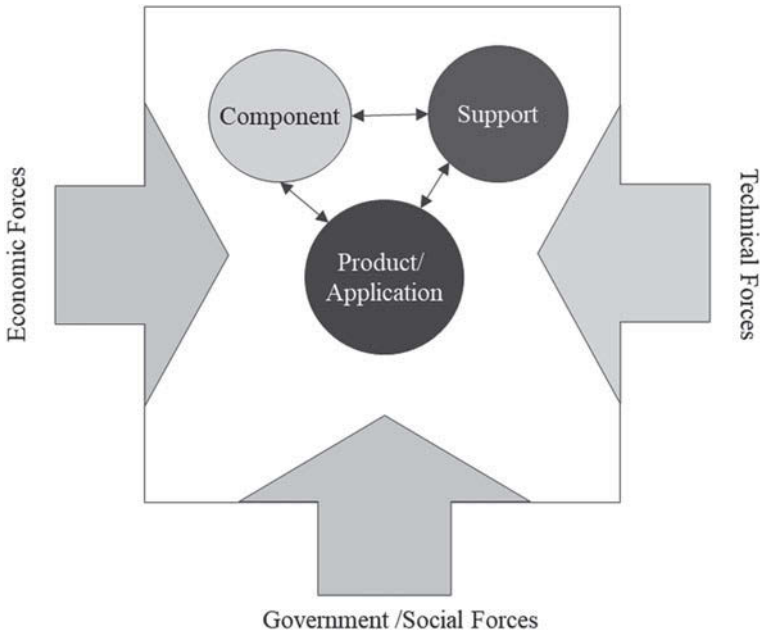 Component
Support
Product/
Application
Economic Forces
Technical Forces
Government /Social Forces